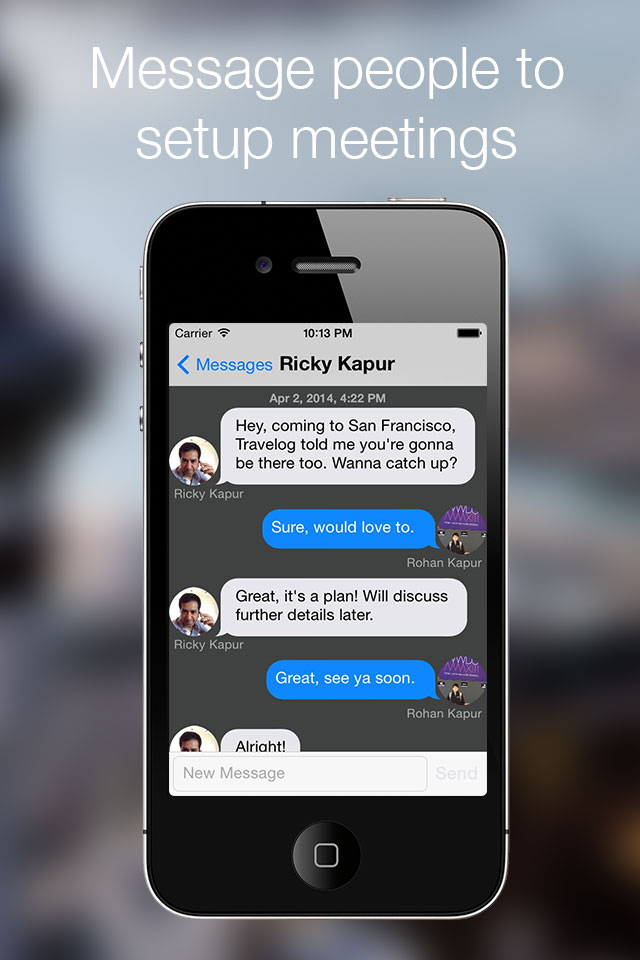 Message people to
setup meetings
Carrier 10:13 PM
Messages Ricky Kapur
Apr 2, 2014, 4:22 PM
Hey, coming to San Francisco,
Travelog told me you're gonna
be there too. Wanna catch up?
Ricky Kapur
Sure, would love to.
Rohan Kapur
Great, it's a plan! Will discuss
further details later.
Ricky Kapur
Great, see ya soon.
Rohan Kapur
Alright!
New Message Send